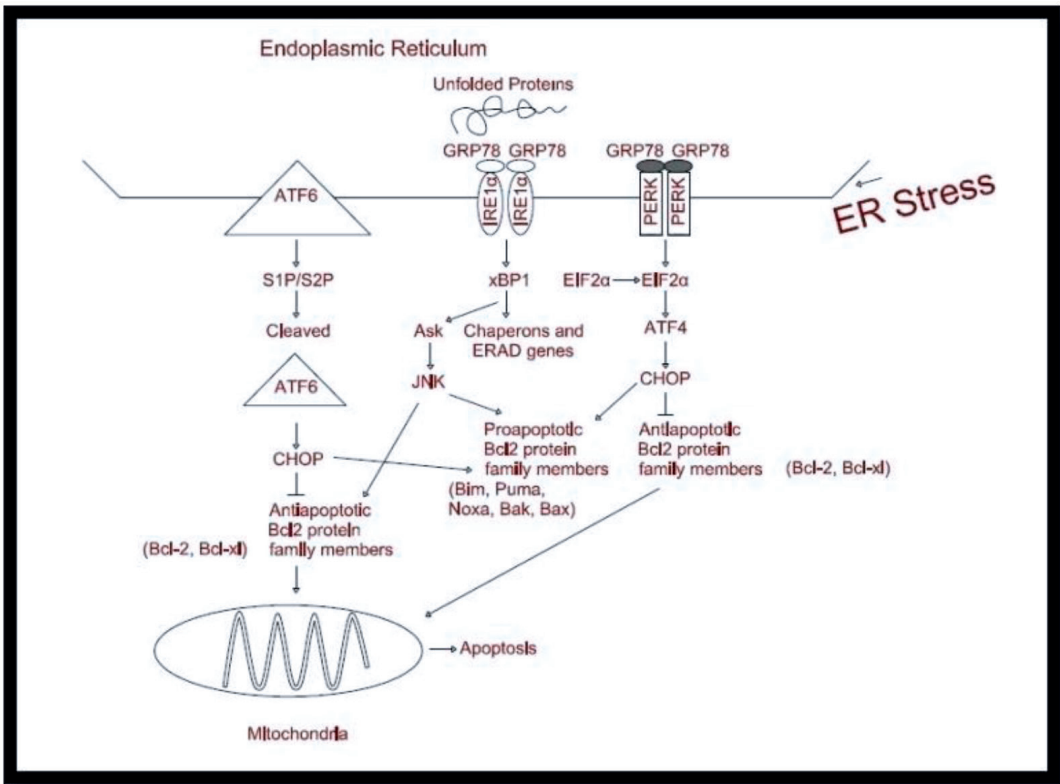 Endoplasmic Reticulum
Unfolded Proteins
GRP78 GRP78
GRP78 GRP78
ATF6
IRE1α
IRE1α
PERK
PERK
ER Stress
S1P/S2P
xBP1
EIF2α
EIF2α
Cleaved
Ask
Chaperons and
ERAD genes
ATF4
ATF6
JNK
CHOP
Proapoptotic
Bcl2 protein
family members
(Bim, Puma,
Noxa, Bak, Bax)
Antiapoptotic
Bcl2 protein
family members
(Bcl-2, Bcl-xl)
CHOP
Antiapoptotic
Bcl2 protein
family members
(Bcl-2, Bcl-xl)
Apoptosis
Mitochondria